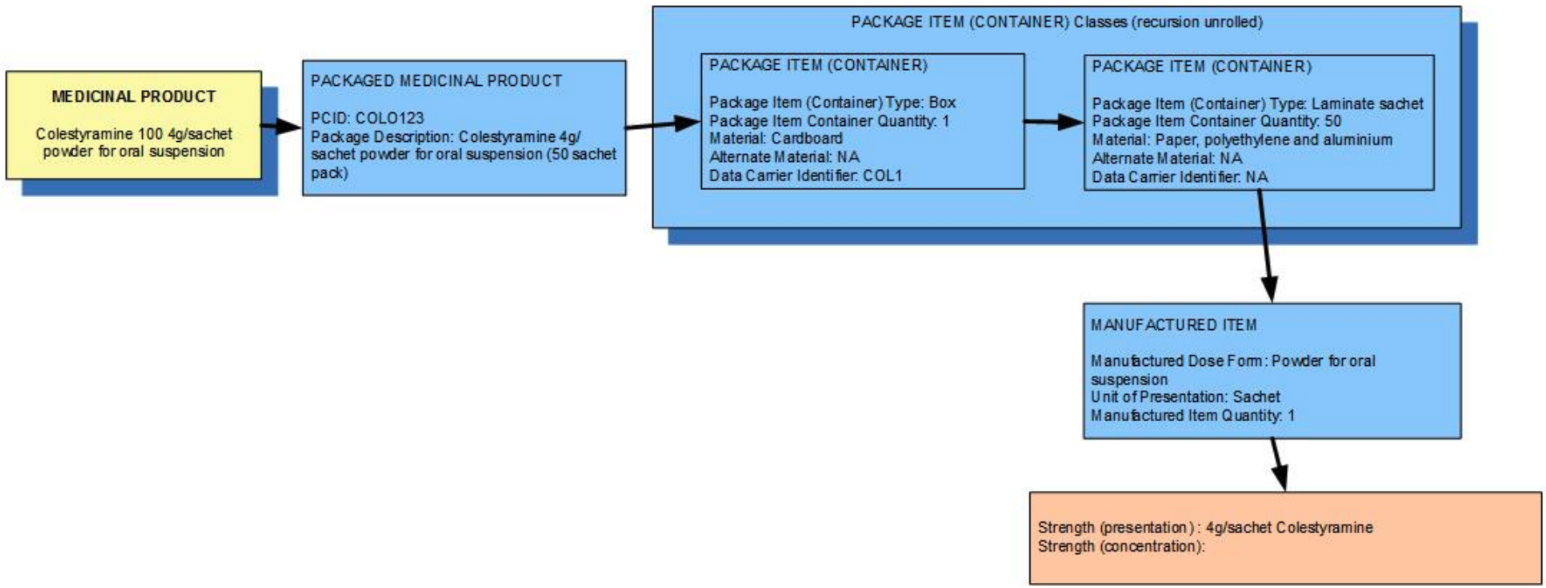 PACKAGE ITEM (CONTAINER) Classes (recursion unrolled)
MEDICINAL PRODUCT
Colestyramine 100 4g/sachet
powder for oral suspension
PACKAGED MEDICINAL PRODUCT
PCID: COLO123
Package Description: Colestyramine 4g/
sachet powder for oral suspension (50 sachet
pack)
PACKAGE ITEM (CONTAINER)
Package Item (Container) Type: Box
Package Item Container Quantity: 1
Material: Cardboard
Alternate Material: NA
Data Carrier Identifier: COL1
PACKAGE ITEM (CONTAINER)
Package Item (Container) Type: Laminate sachet
Package Item Container Quantity: 50
Material: Paper, polyethylene and aluminium
Alternate Material: NA
Data Carrier Identifier: NA
MANUFACTURED ITEM
Manufactured Dose Form: Powder for oral
suspension
Unit of Presentation: Sachet
Manufactured Item Quantity: 1
Strength (presentation) : 4g/sachet Colestyramine
Strength (concentration):